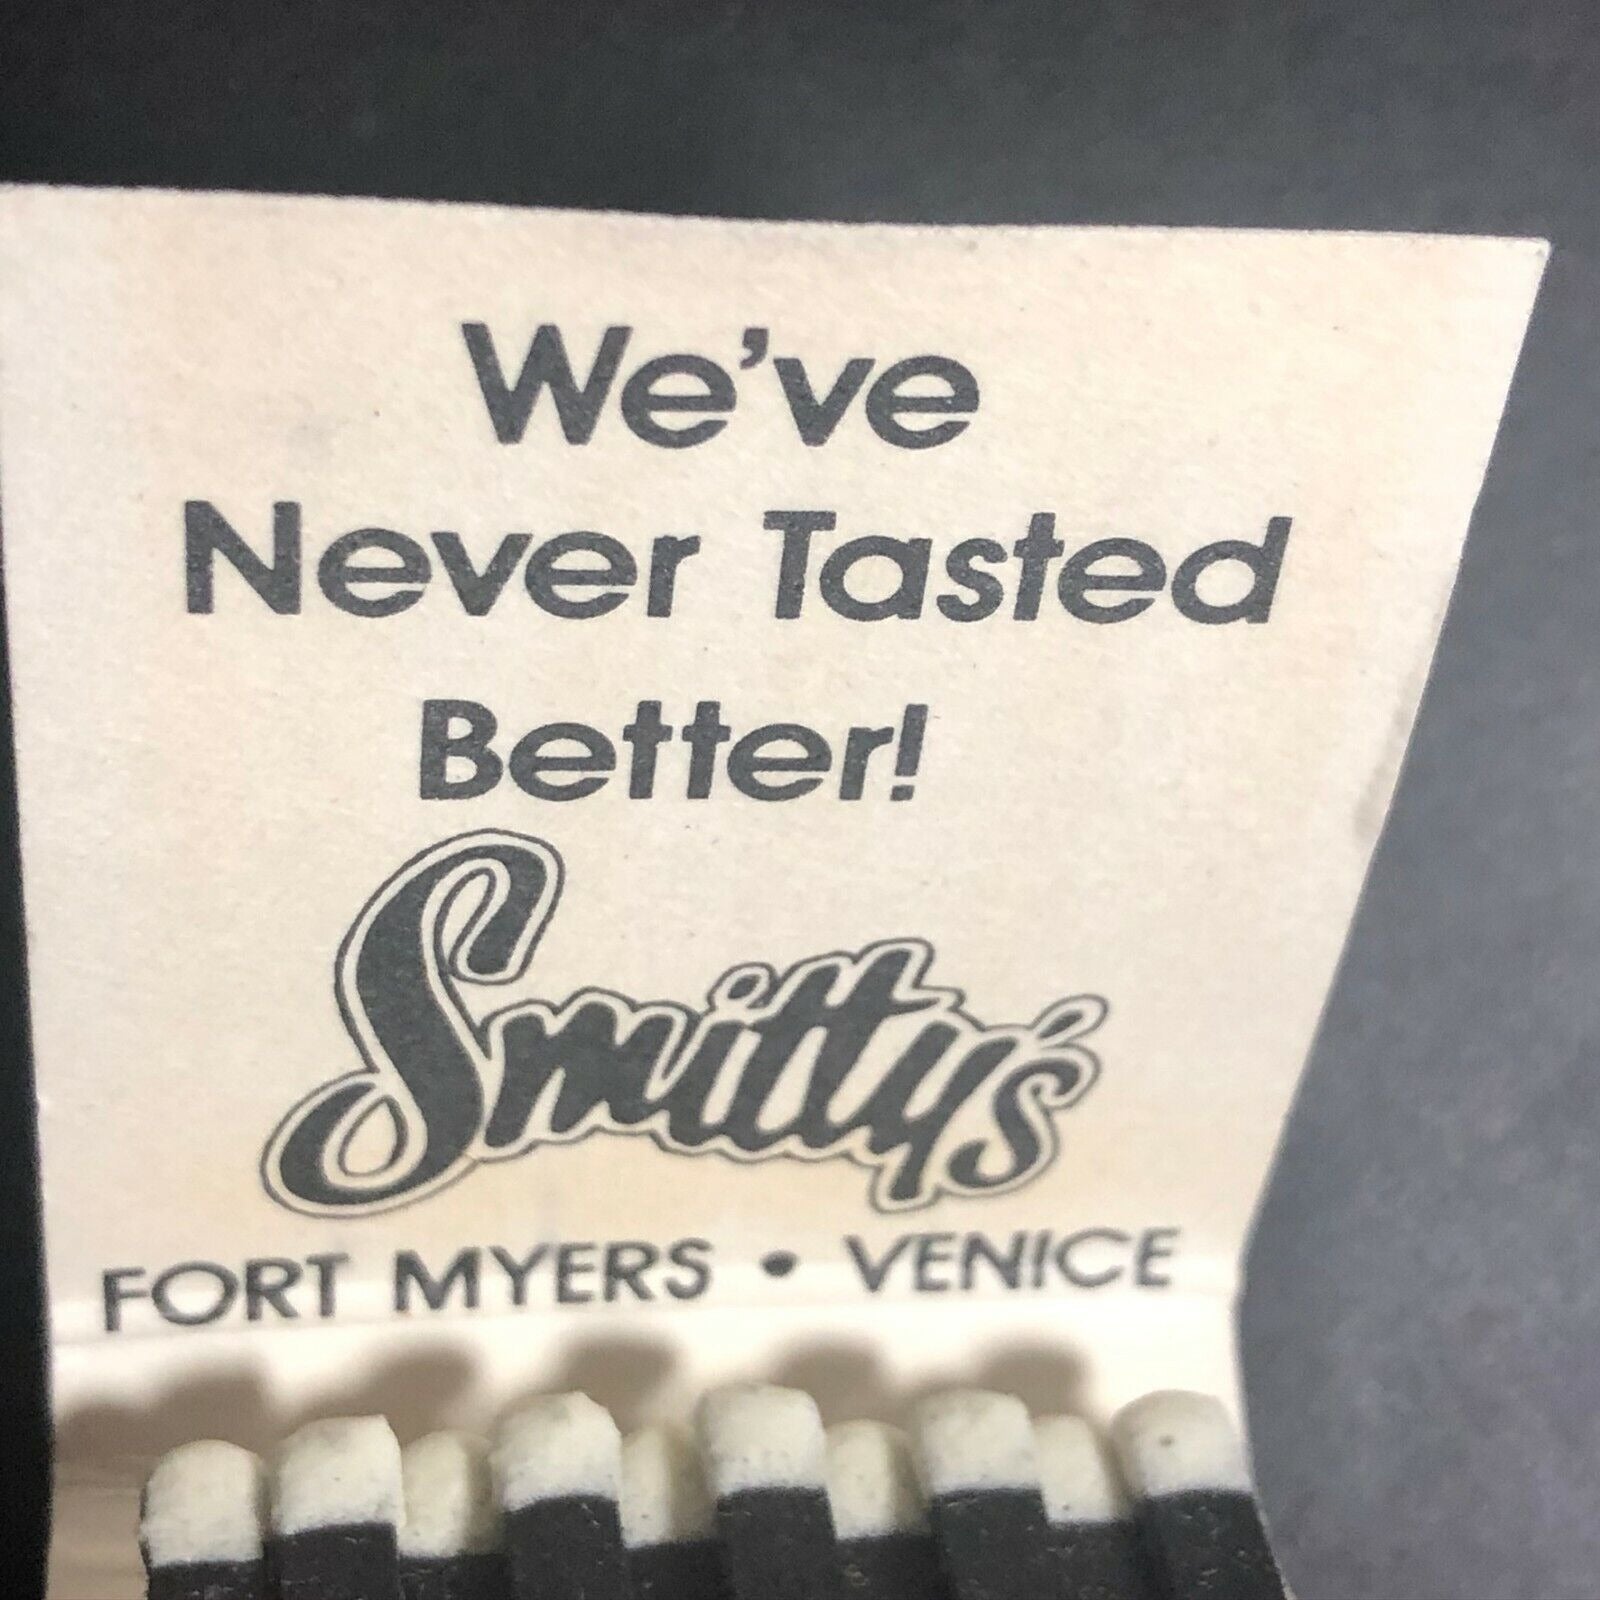 We've
Never Tasted
Better!
Smitty's
FORT MYERS • VENICE